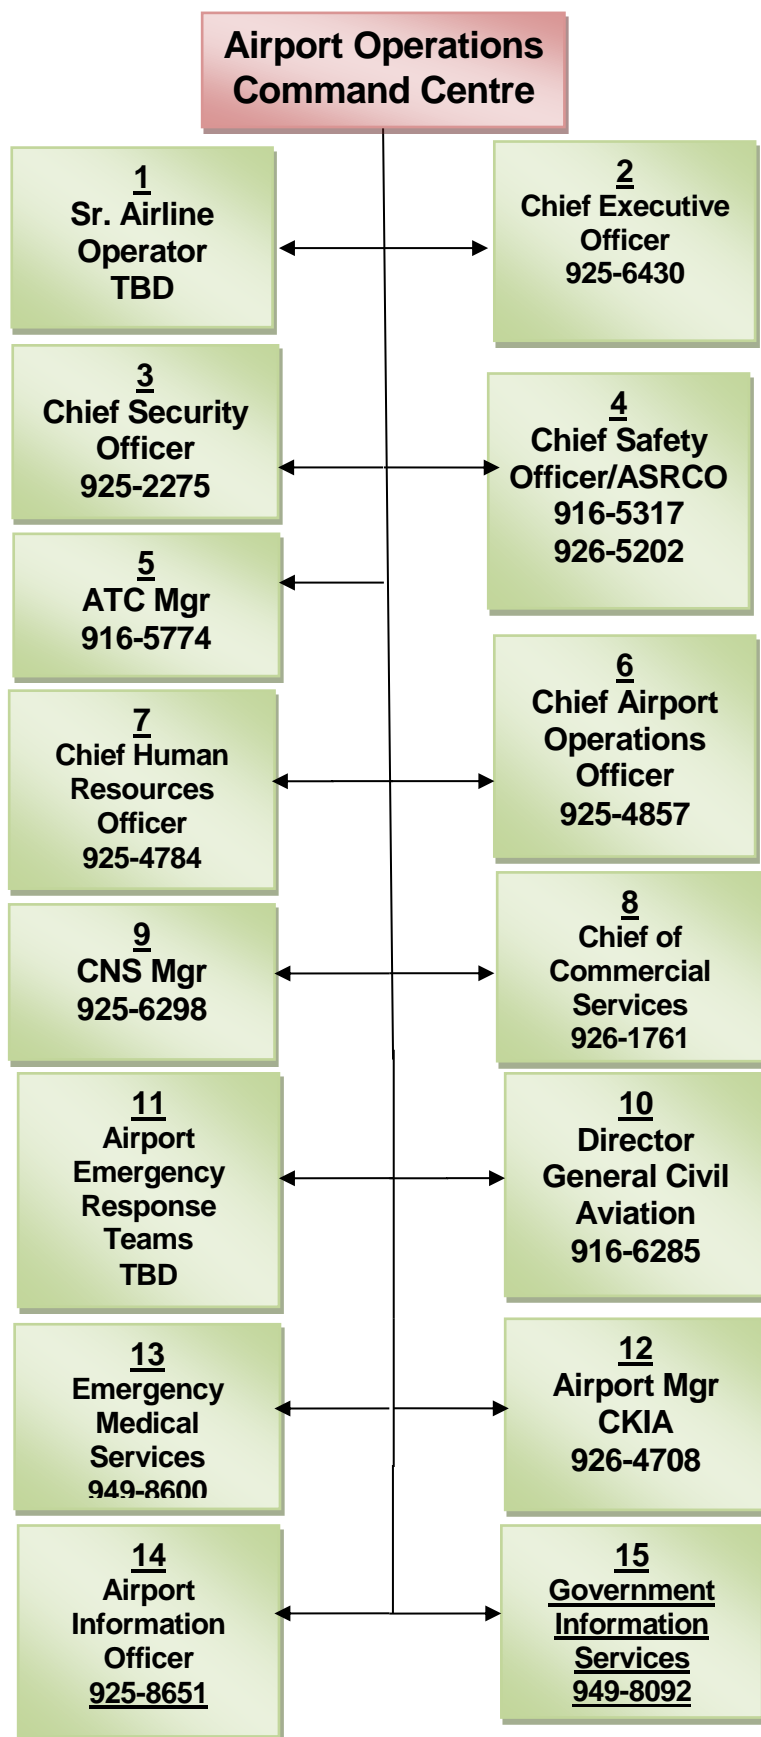 Airport Operations
Command Centre
1
Sr. Airline
Operator
TBD
2
Chief Executive
Officer
925-6430
3
Chief Security
Officer
925-2275
4
Chief Safety
Officer/ASRCO
916-5317
926-5202
5
ATC Mgr
916-5774
6
Chief Airport
Operations
Officer
925-4857
7
Chief Human
Resources
Officer
925-4784
8
Chief of
Commercial
Services
926-1761
9
CNS Mgr
925-6298
10
Director
General Civil
Aviation
916-6285
11
Airport
Emergency
Response
Teams
TBD
12
Airport Mgr
CKIA
926-4708
13
Emergency
Medical
Services
949-8600
14
Airport
Information
Officer
925-8651
15
Government
Information
Services
949-8092